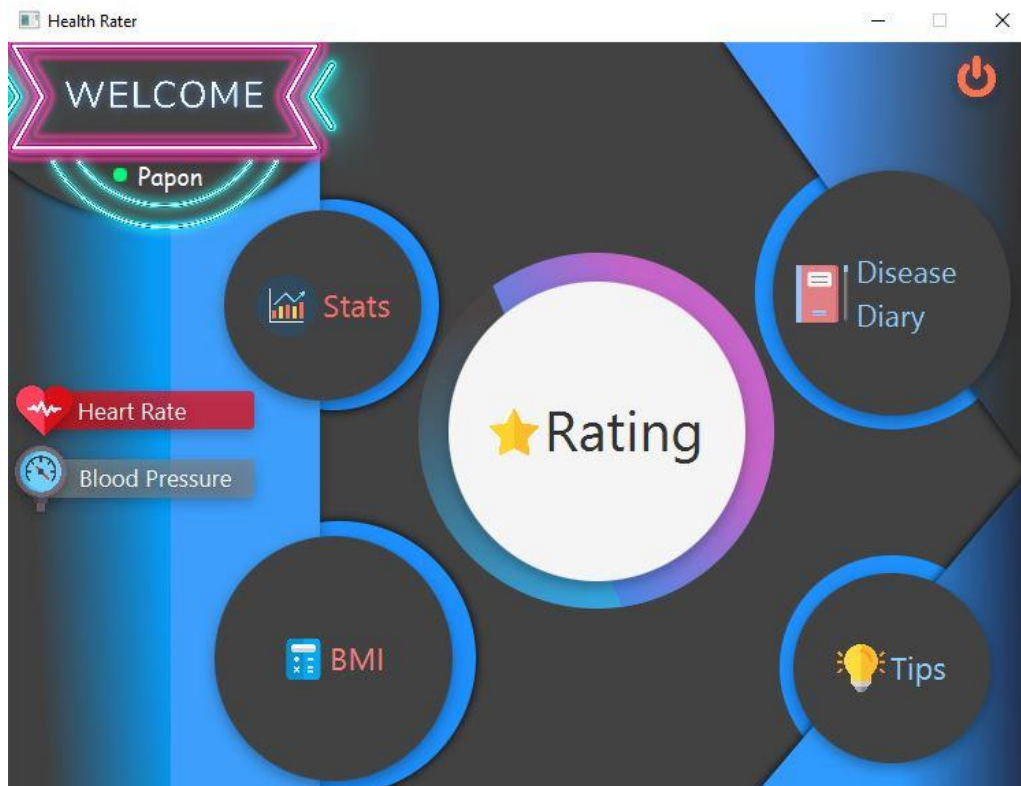 Health Rater
WELCOME
Papon
Stats
Disease
Diary
Rating
Heart Rate
Blood Pressure
BMI
Tips